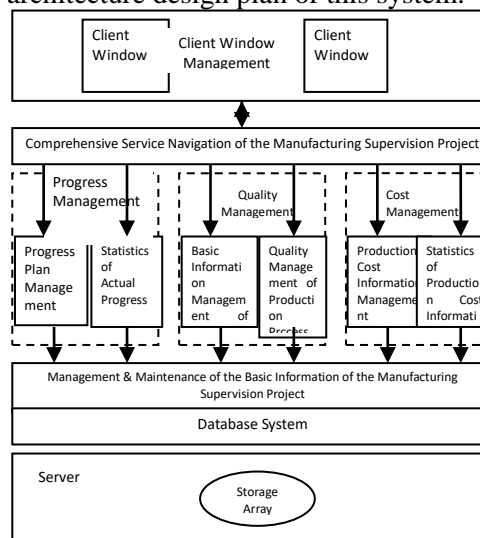 architecture design plan of this system.
Client
Window
Client Window
Management
Client
Window
Comprehensive Service Navigation of the Manufacturing Supervision Project
Progress
Management
Quality
Management
Cost
Management
Progress
Plan
Manage
ment
Statistics
of
Actual
Progress
Basic
Informati
on
Managem
ent of
Quality
Manage
ment of
Producti
on
Process
Production
Cost
Information
Manageme
nt
Statistics
of
Productio
n Cost
Informati
Management & Maintenance of the Basic Information of the Manufacturing
Supervision Project
Database System
Server
Storage
Array